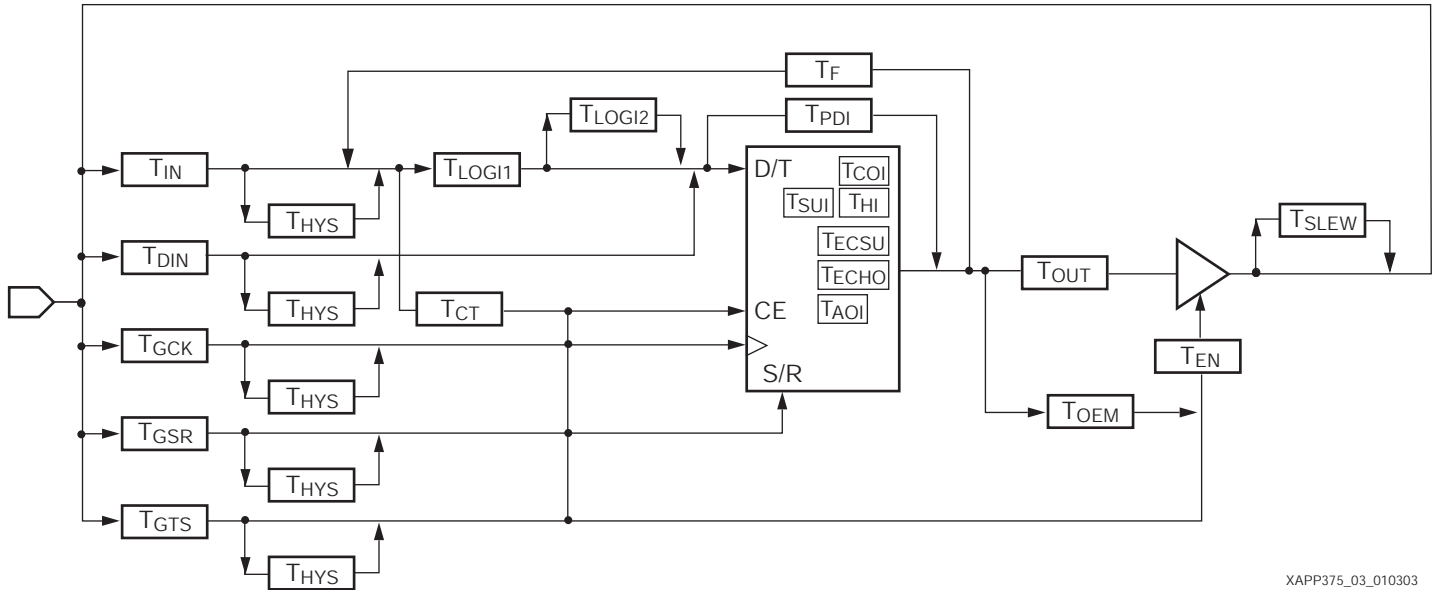 TF
TLOGI2
TPDI
TIN
TLOGI1
D/T
TCOI
TSUI
THI
THYS
TSLEW
TDIN
TECSU
TECHO
TOUT
THYS
TCT
CE
TAOI
TGCK
TEN
S/R
THYS
TOEM
TGSR
THYS
TGTS
THYS
XAPP375_03_010303